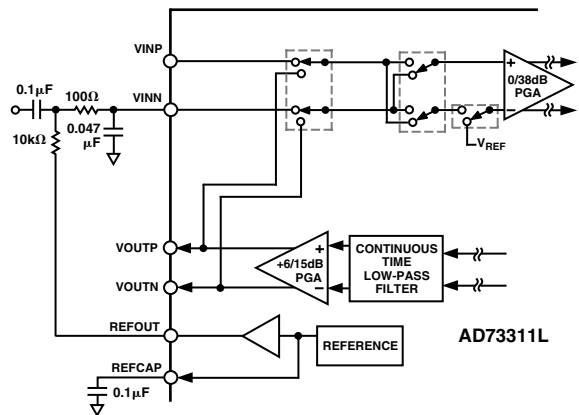 VINP
VINN
0.1µF
100Ω
10kΩ
0.047
µF
0/38dB
PGA
+
−
VREF
VOUTP
VOUTN
+
−
+6/15dB
PGA
CONTINUOUS
TIME
LOW-PASS
FILTER
REFOUT
REFERENCE
AD73311L
REFCAP
0.1µF